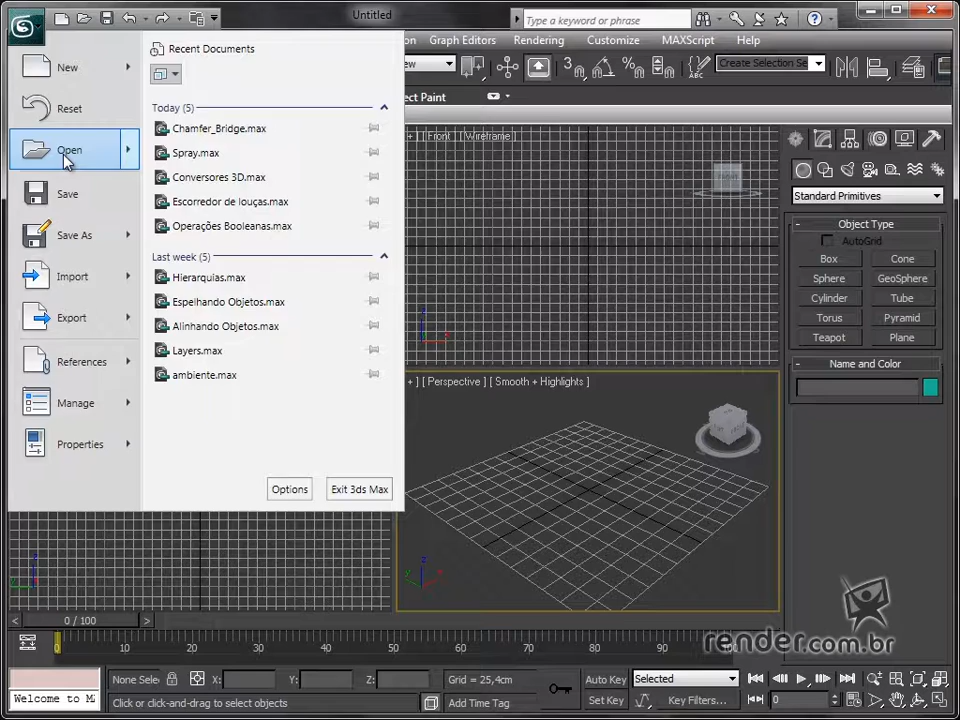 Untitled
Type a keyword or phrase
Graph Editors
Rendering
Customize
MAXScript
Help
Create Selection Se
ect Paint
New
Reset
Open
Save
Save As
Import
Export
References
Manage
Properties
Recent Documents
Today (5)
Chamfer_Bridge.max
Spray.max
Conversores 3D.max
Escorredor de louças.max
Operações Booleanas.max
Last week (5)
Hierarquias.max
Espelhando Objetos.max
Alinhando Objetos.max
Layers.max
ambiente.max
Options
Exit 3ds Max
+ ] [ Front ] [ Wireframe ]
+ ] [ Perspective ] [ Smooth + Highlights ]
Standard Primitives
Object Type
AutoGrid
Box
Cone
Sphere
GeoSphere
Cylinder
Tube
Torus
Pyramid
Teapot
Plane
Name and Color
render.com.br
< 0 / 100 >
0 10 20 30 40 50 60 70 80 90 100
None Sele
X:
Y:
Z:
Grid = 25,4cm
Auto Key
Selected
Welcome to M
Click or click-and-drag to select objects
Add Time Tag
Set Key
Key Filters...
0